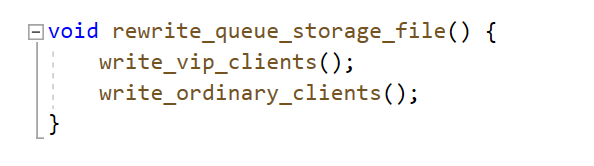 void rewrite_queue_storage_file() {
    write_vip_clients();
    write_ordinary_clients();
}